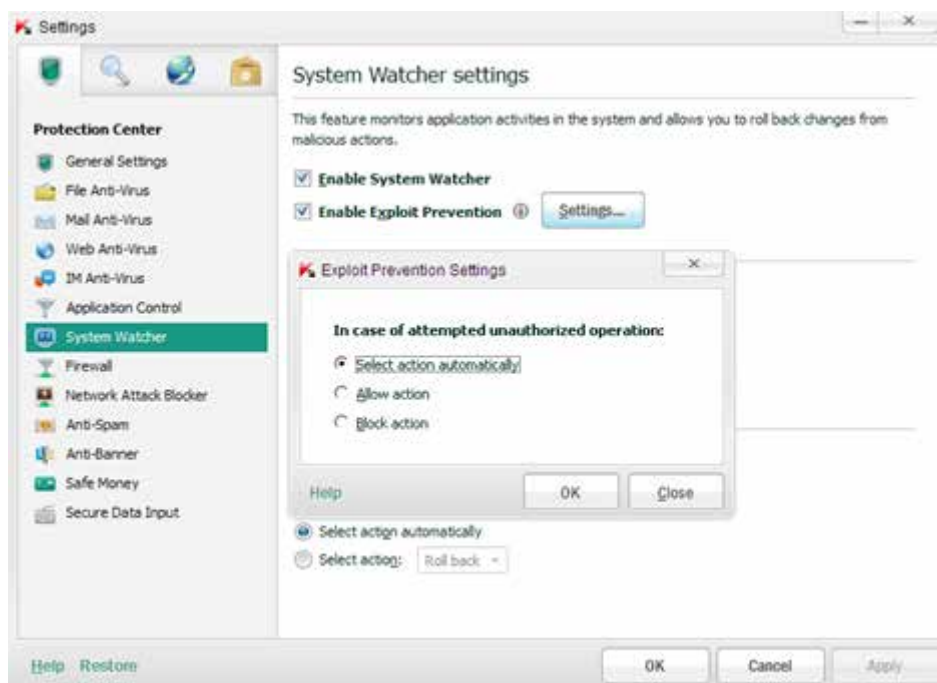 Settings
System Watcher settings
This feature monitors application activities in the system and allows you to roll back changes from
malicious actions.
Protection Center
General Settings
File Anti-Virus
Mail Anti-Virus
Web Anti-Virus
IM Anti-Virus
Application Control
System Watcher
Firewall
Network Attack Blocker
Anti-Spam
Anti-Banner
Safe Money
Secure Data Input
Enable System Watcher
Enable Exploit Prevention
Settings...
Exploit Prevention Settings
In case of attempted unauthorized operation:
Select action automatically
Allow action
Block action
Help
OK
Close
Select action automatically
Select action:
Roll back
Help
Restore
OK
Cancel
Apply